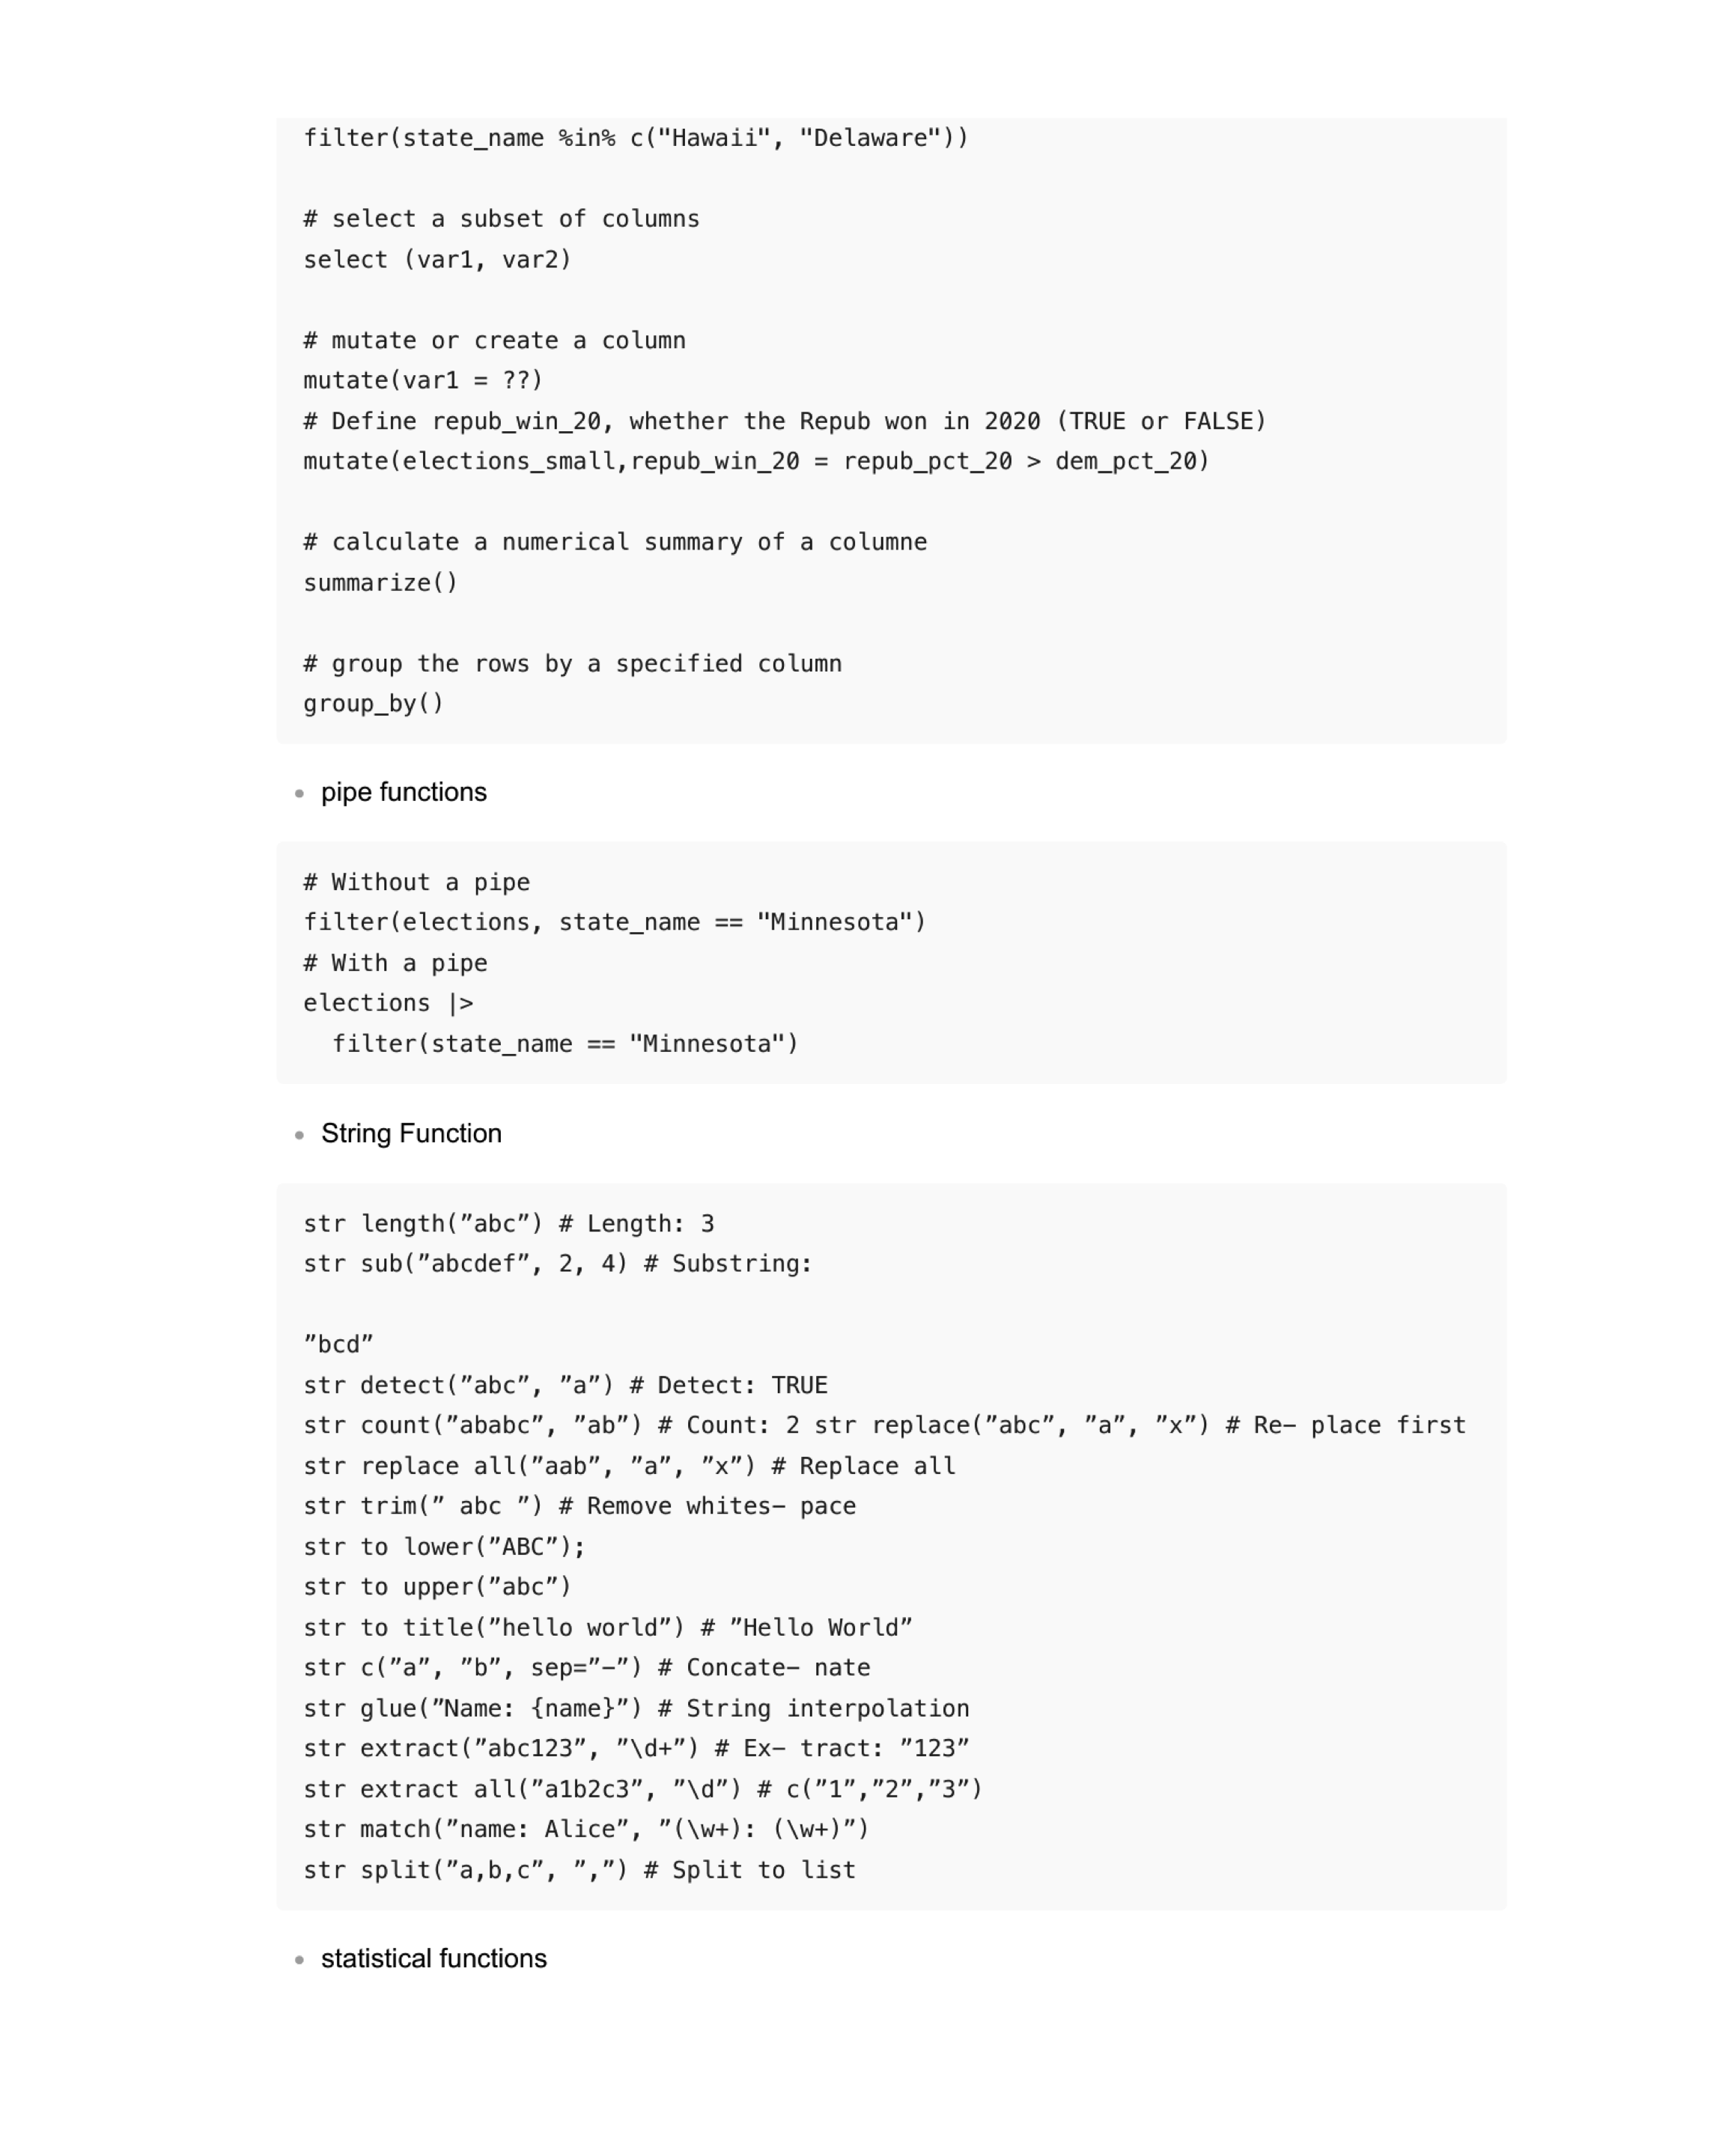 filter(state_name %in% c("Hawaii", "Delaware"))
# select a subset of columns
select (var1, var2)
# mutate or create a column
mutate(var1 = ??)
# Define repub_win_20, whether the Repub won in 2020 (TRUE or FALSE)
mutate(elections_small,repub_win_20 = repub_pct_20 > dem_pct_20)
# calculate a numerical summary of a columne
summarize()
# group the rows by a specified column
group_by()
• pipe functions
# Without a pipe
filter(elections, state_name == "Minnesota")
# With a pipe
elections |>
  filter(state_name == "Minnesota")
• String Function
str length(”abc”) # Length: 3
str sub(”abcdef”, 2, 4) # Substring:
”bcd”
str detect(”abc”, ”a”) # Detect: TRUE
str count(”ababc”, ”ab”) # Count: 2 str replace(”abc”, ”a”, ”x”) # Re− place first
str replace all(”aab”, ”a”, ”x”) # Replace all
str trim(” abc ”) # Remove whites− pace
str to lower(”ABC”);
str to upper(”abc”)
str to title(”hello world”) # ”Hello World”
str c(”a”, ”b”, sep=”−”) # Concate− nate
str glue(”Name: {name}”) # String interpolation
str extract(”abc123”, ”\d+”) # Ex− tract: ”123”
str extract all(”a1b2c3”, ”\d”) # c(”1”,”2”,”3”)
str match(”name: Alice”, ”(\w+): (\w+)”)
str split(”a,b,c”, ”,”) # Split to list
• statistical functions